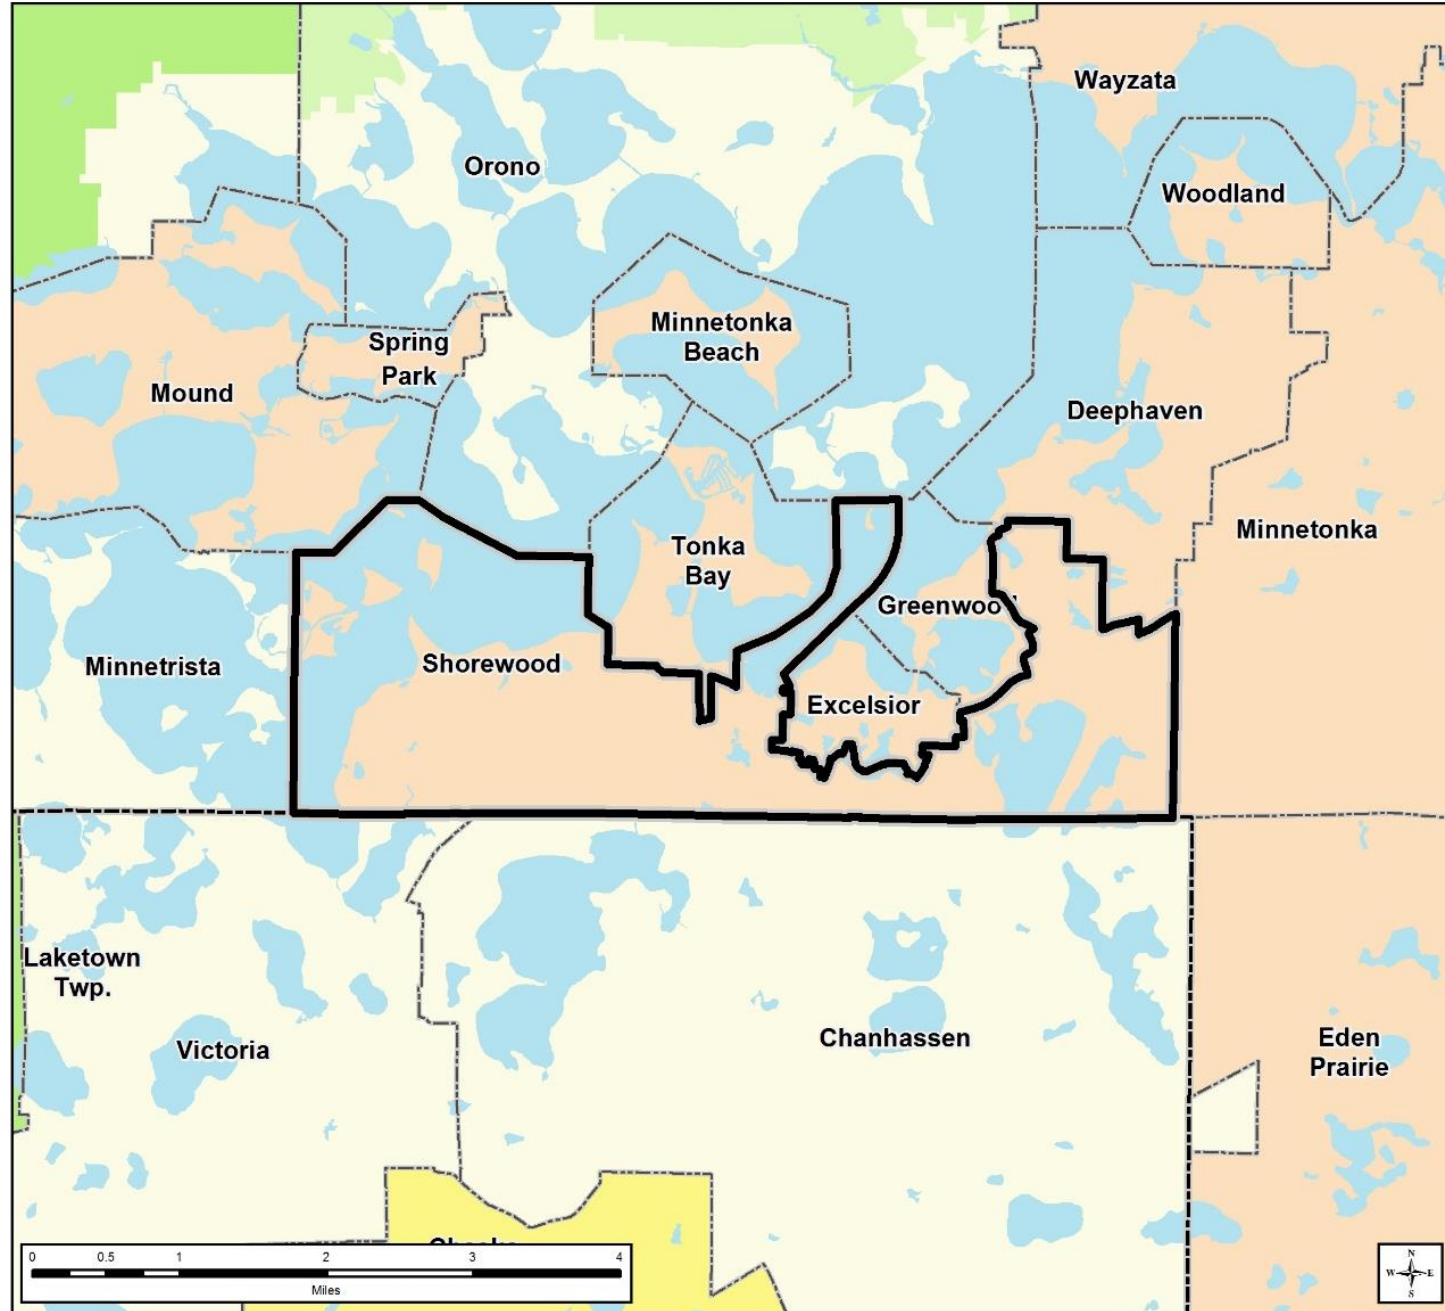 Wayzata
Orono
Woodland
Minnetonka
Beach
Spring
Park
Mound
Deephaven
Minnetonka
Tonka
Bay
Greenwood
Minnetrista
Shorewood
Excelsior
Laketown
Twp.
Victoria
Chanhassen
Eden
Prairie
0 0.5 1 2 3 4
Miles
N
W E
S